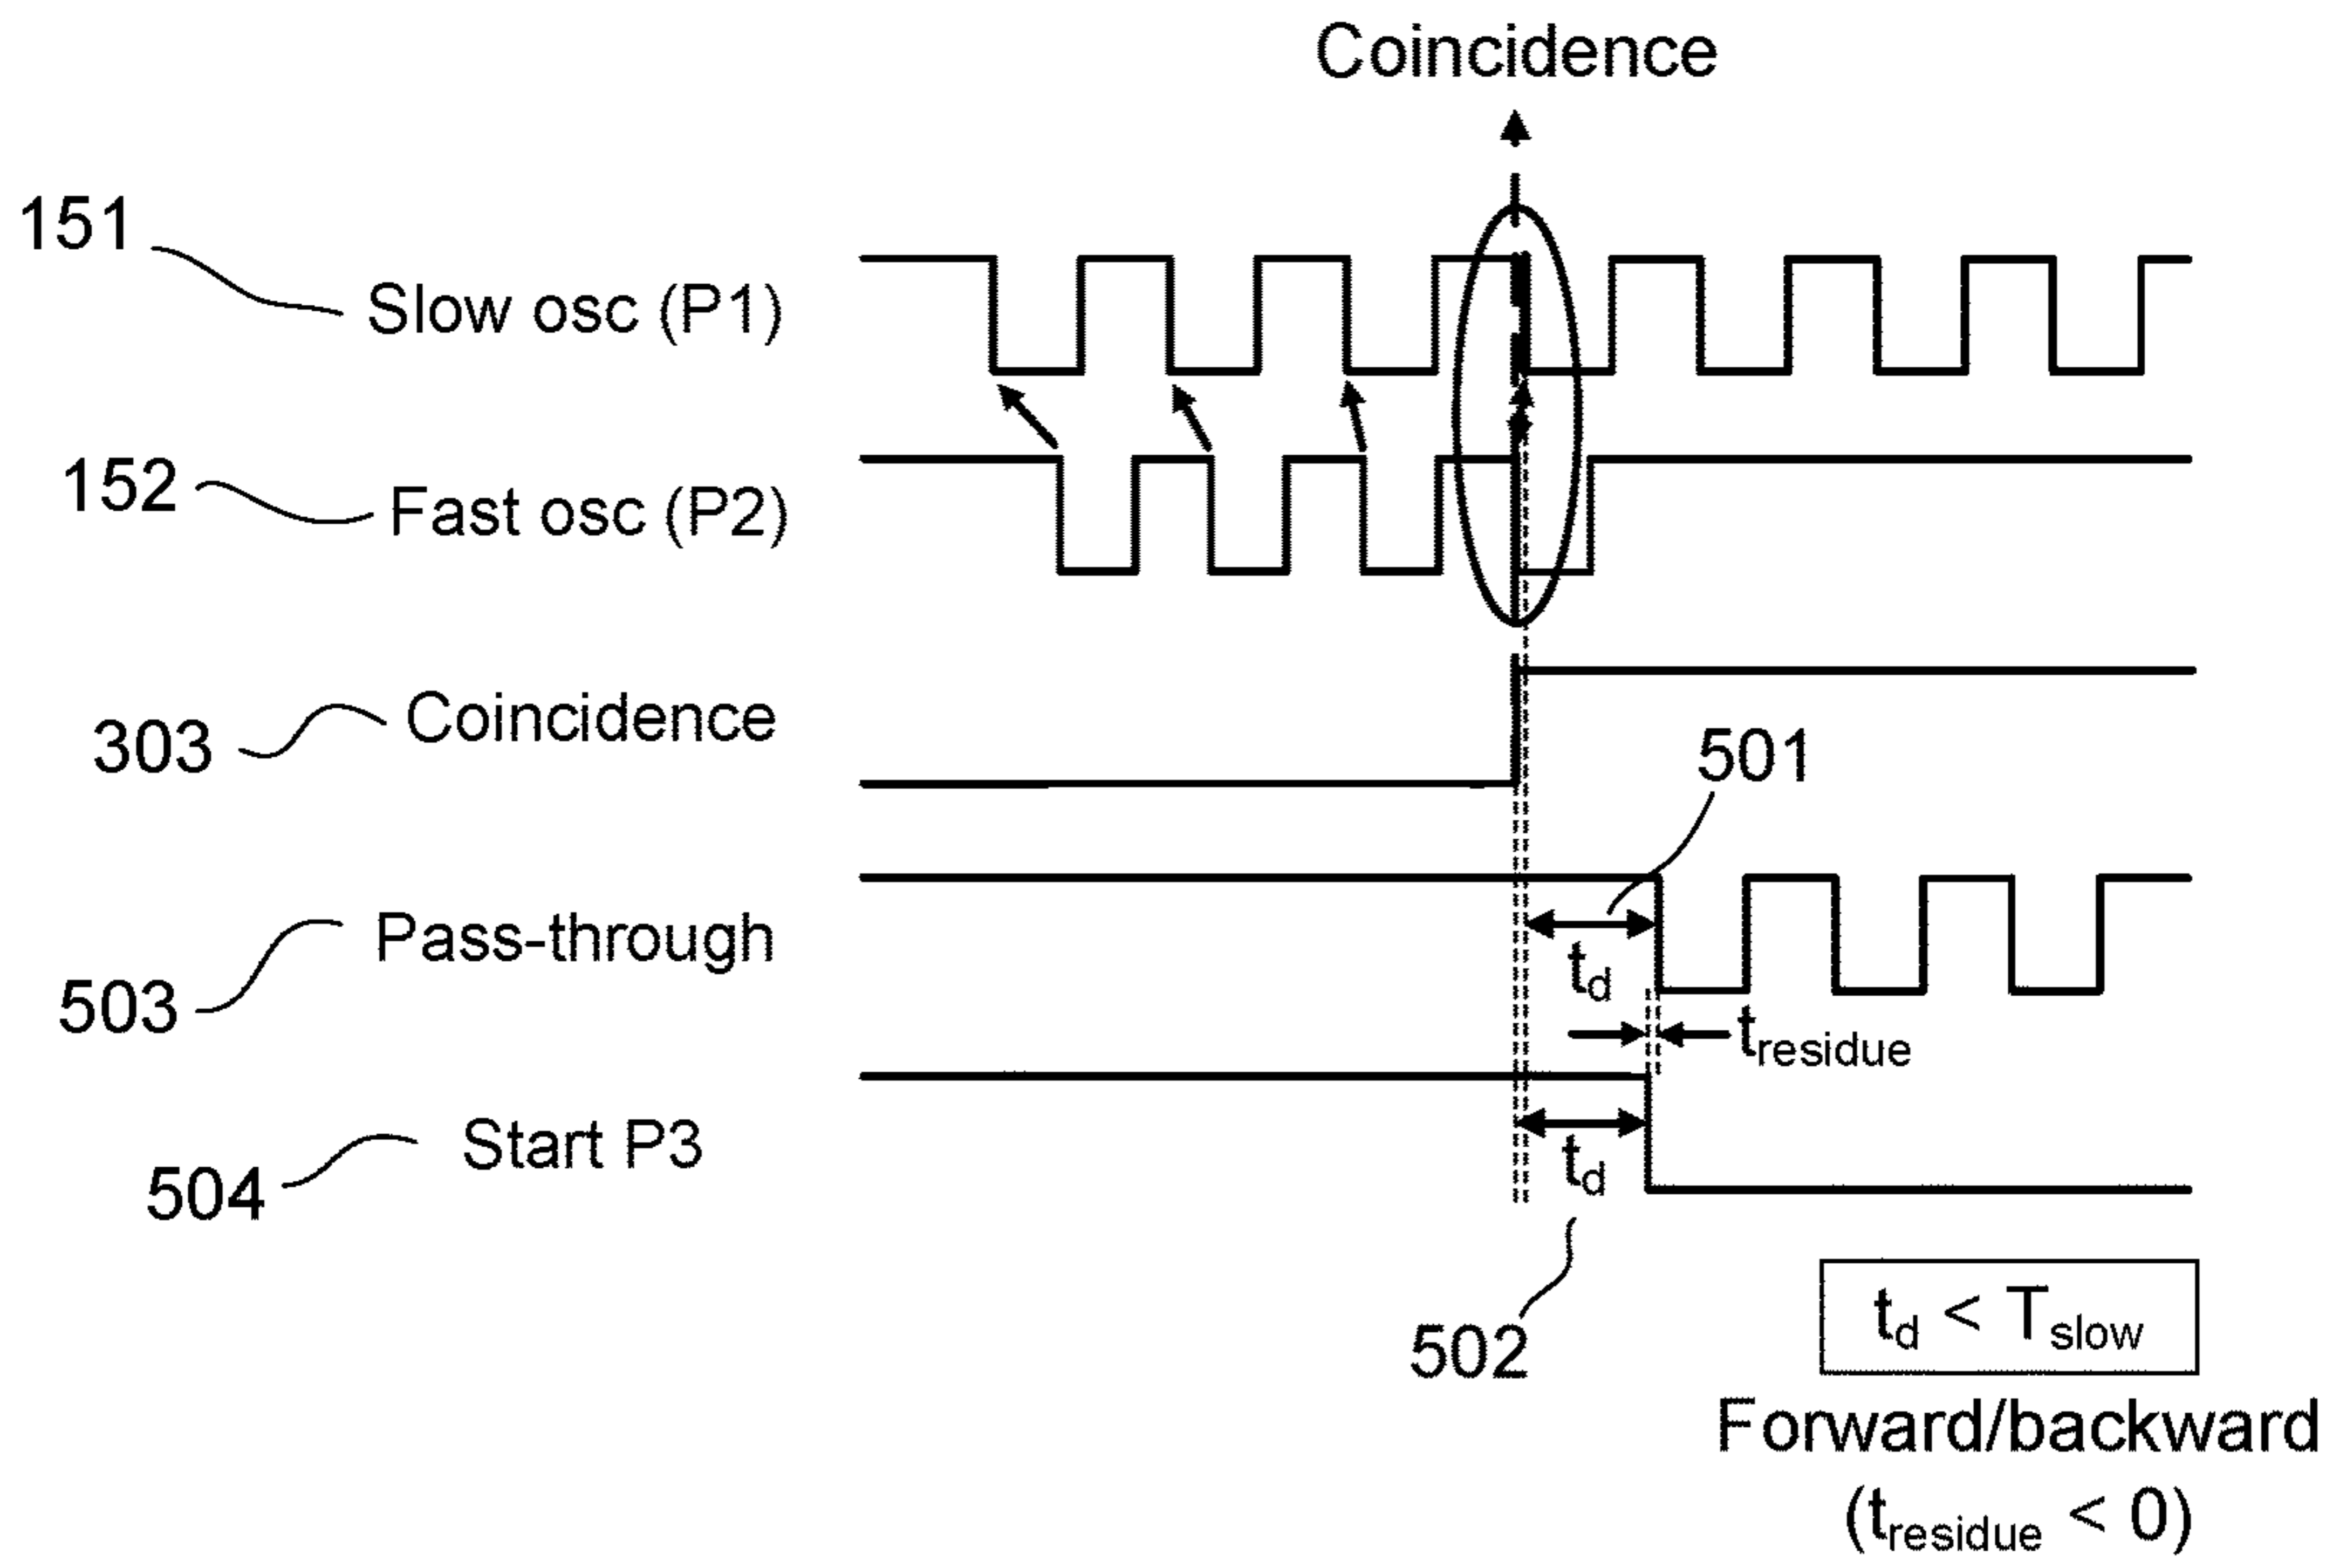 Coincidence
151
Slow osc (P1)
152
Fast osc (P2)
303
Coincidence
501
Pass-through
503
td
tresidue
Start P3
504
td
502
td < Tslow
Forward/backward
(tresidue < 0)